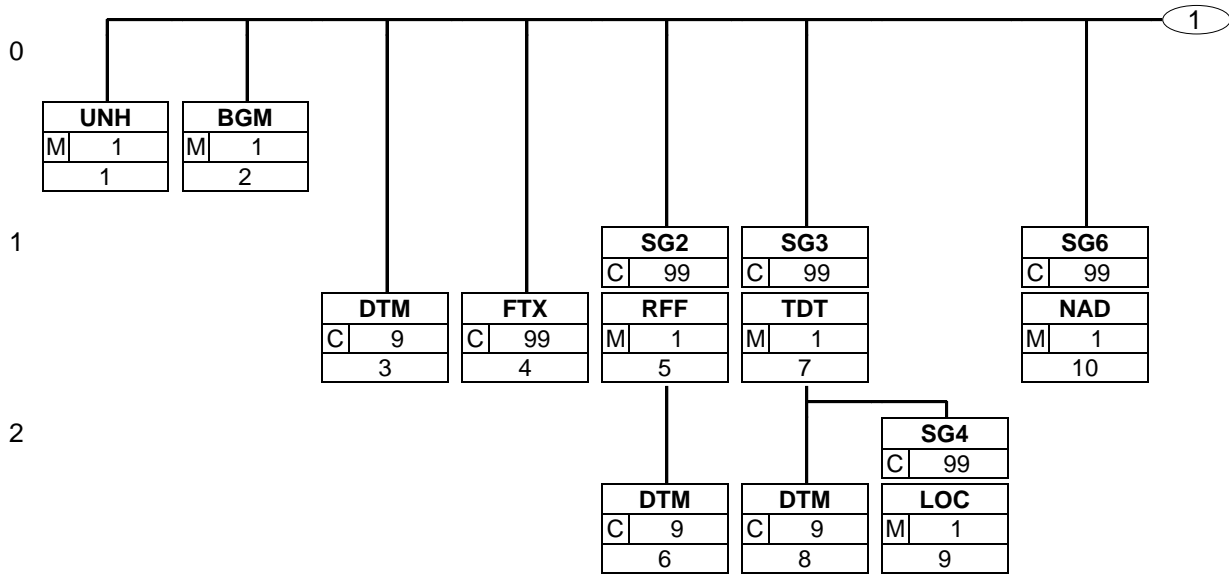 1
0
UNH BGM
M 1 M 1
1 2
1
SG2 SG3 SG6
C 99 C 99 C 99
DTM FTX RFF TDT NAD
C 9 C 99 M 1 M 1 M 1
3 4 5 7 10
2
SG4
C 99
DTM DTM LOC
C 9 C 9 M 1
6 8 9